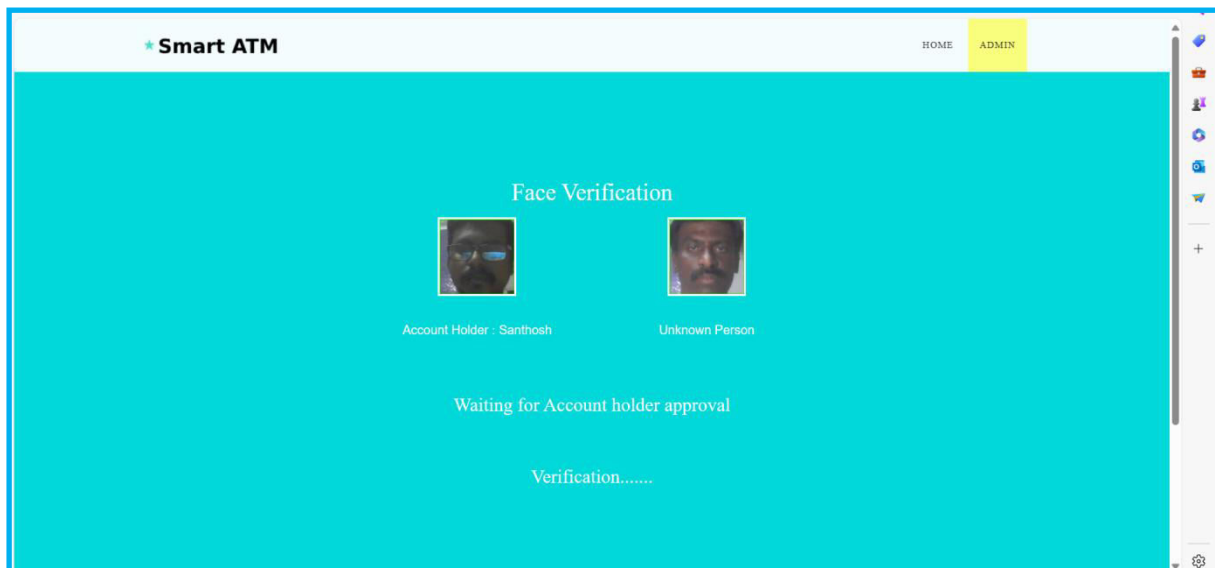 Smart ATM
HOME ADMIN
Face Verification
Account Holder : Santhosh Unknown Person
Waiting for Account holder approval
Verification.......